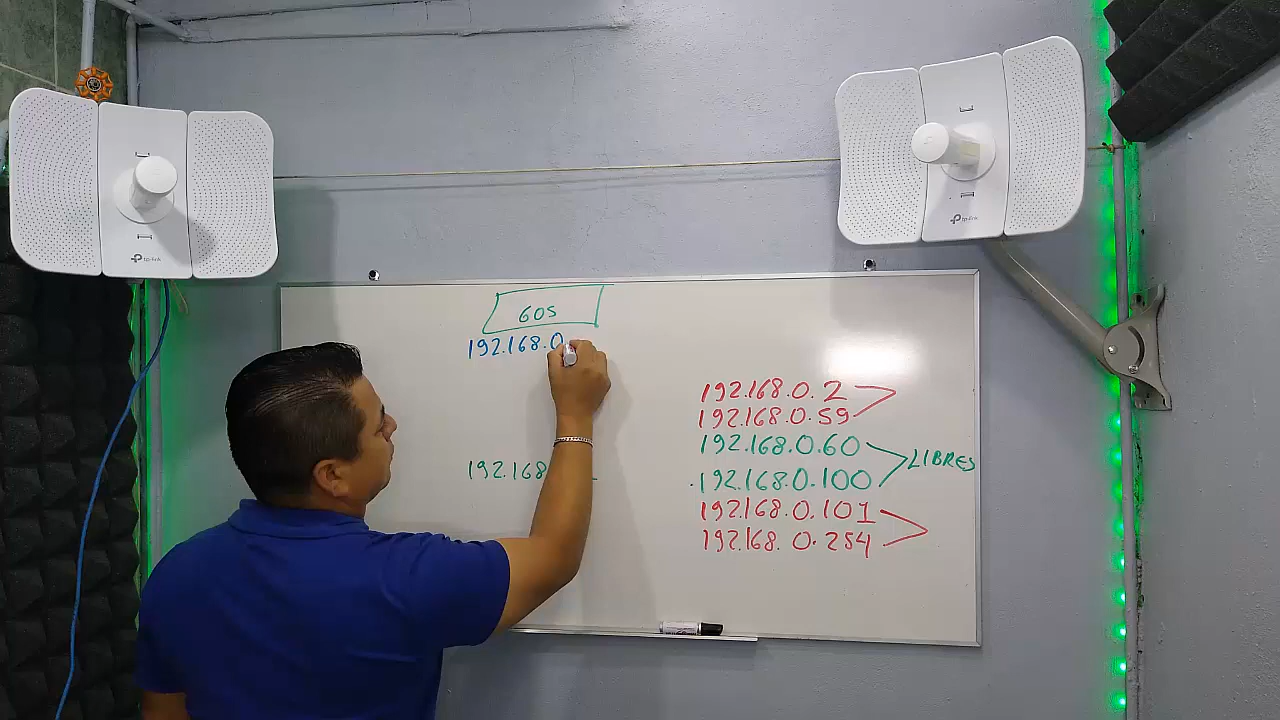 tp-link
tp-link
60S
192.168.0
192.168
192.168.0.2
192.168.0.59
192.168.0.60
LIBRES
192.168.0.100
192.168.0.101
192.168.0.254